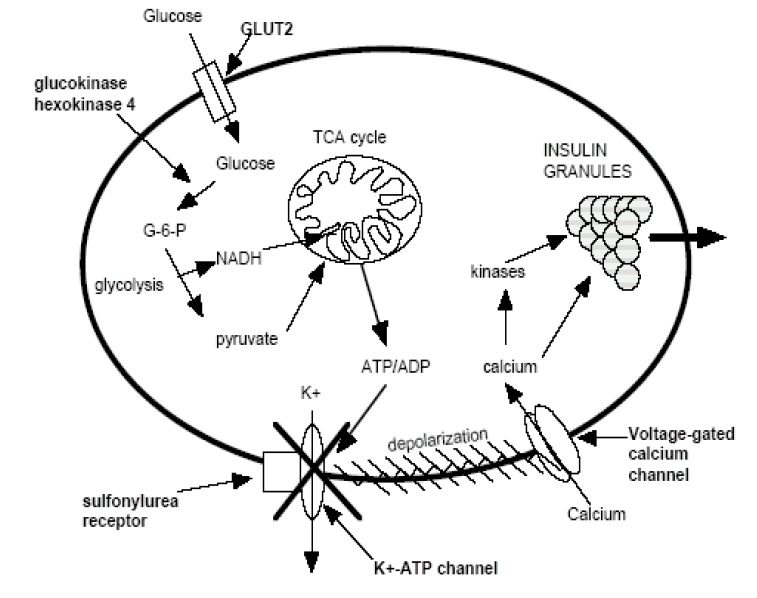 Glucose
GLUT2
glucokinase
hexokinase 4
Glucose
TCA cycle
INSULIN
GRANULES
G-6-P
NADH
glycolysis
kinases
pyruvate
ATP/ADP
calcium
K+
depolarization
Voltage-gated
calcium
channel
sulfonylurea
receptor
Calcium
K+-ATP channel